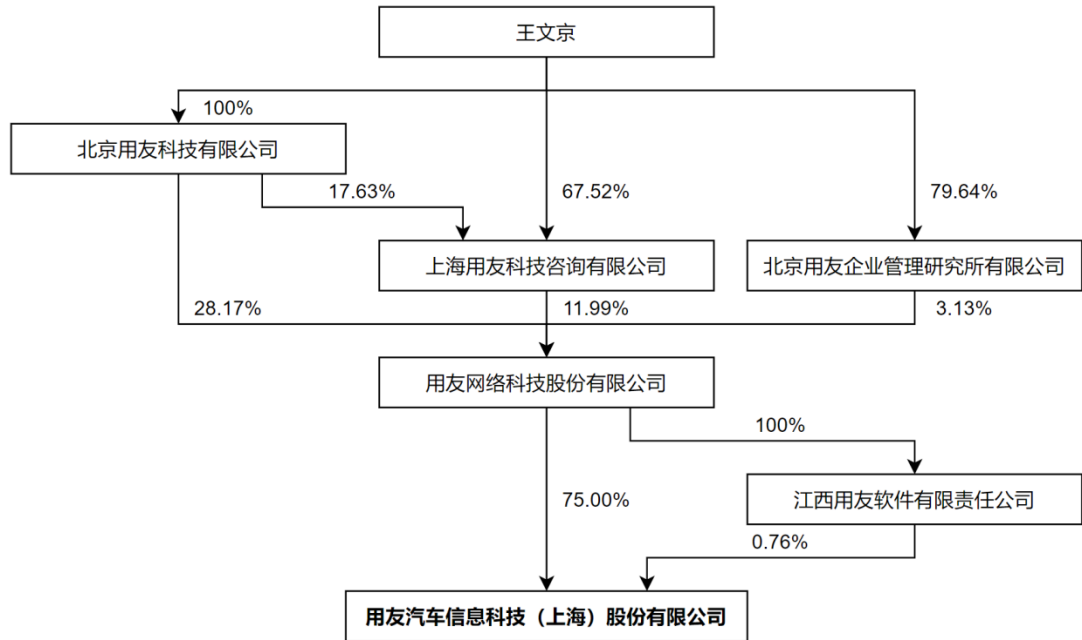 王文京
100%
北京用友科技有限公司
17.63%
67.52%
79.64%
上海用友科技咨询有限公司
北京用友企业管理研究所有限公司
28.17%
11.99%
3.13%
用友网络科技股份有限公司
100%
75.00%
江西用友软件有限责任公司
0.76%
用友汽车信息科技（上海）股份有限公司